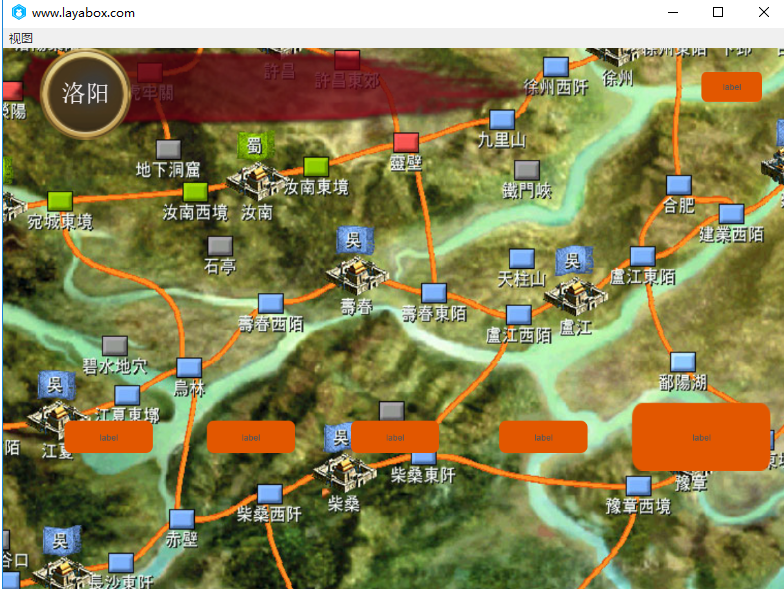 www.layabox.com
视图
洛阳
許昌
許昌東郊
虎牢關
徐州西阡
徐州
label
九里山
地下洞窟
蜀
靈壁
汝南東境
鐵門峽
汝南西境
汝南
宛城東境
合肥
建業西陌
吳
石亭
天柱山
吳
盧江東陌
壽春
壽春西陌
壽春東陌
盧江西陌
盧江
碧水地穴
烏林
鄱陽湖
吳
江夏東塹
江夏
label
label
吳
label
label
label
柴桑東阡
柴桑
柴桑西阡
豫章
豫章西境
赤壁
吳
谷口
長沙東阡